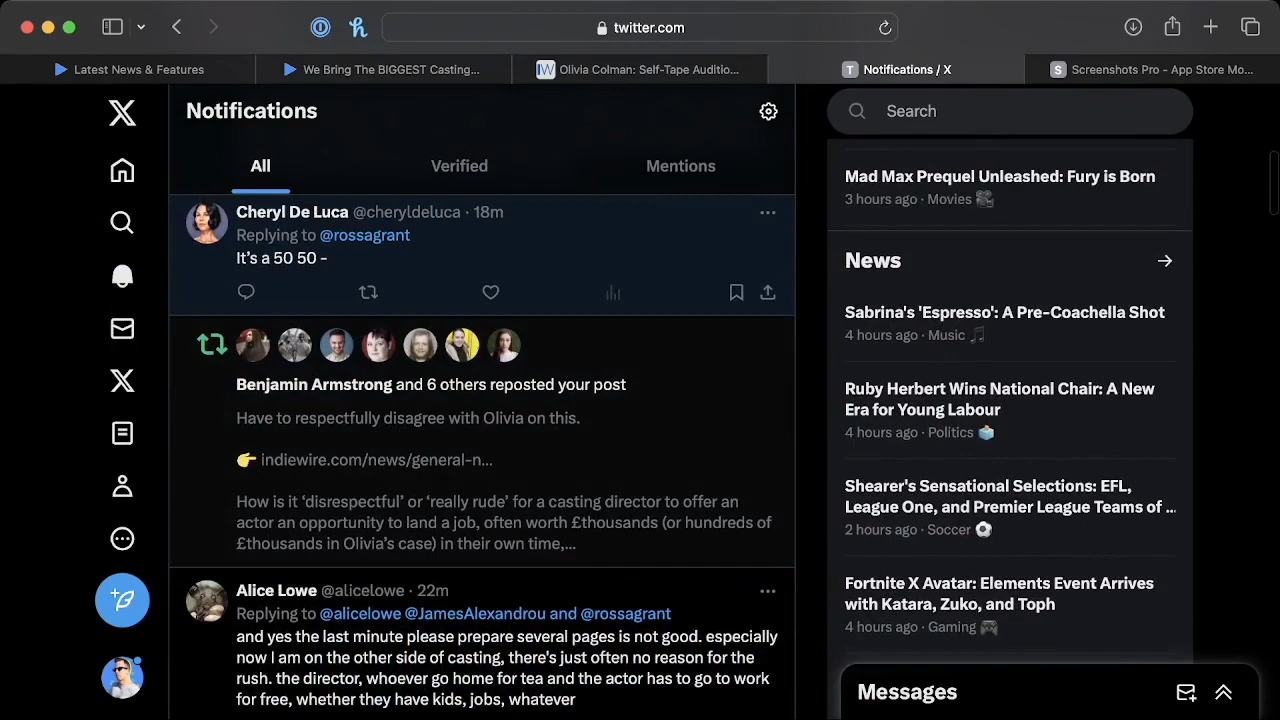 twitter.com
Latest News & Features
We Bring The BIGGEST Casting...
IW Olivia Colman: Self-Tape Auditio...
T Notifications / X
S Screenshots Pro - App Store Mo...
Notifications
All
Verified
Mentions
Cheryl De Luca @cheryldeluca · 18m
Replying to @rossagrant
It's a 50 50 -
Benjamin Armstrong and 6 others reposted your post
Have to respectfully disagree with Olivia on this.
👉 indiewire.com/news/general-n...
How is it ‘disrespectful’ or ‘really rude’ for a casting director to offer an
actor an opportunity to land a job, often worth £thousands (or hundreds of
£thousands in Olivia’s case) in their own time,...
Alice Lowe @alicelowe · 22m
Replying to @alicelowe @JamesAlexandrou and @rossagrant
and yes the last minute please prepare several pages is not good. especially
now I am on the other side of casting, there's just often no reason for the
rush. the director, whoever go home for tea and the actor has to go to work
for free, whether they have kids, jobs, whatever
Search
Mad Max Prequel Unleashed: Fury is Born
3 hours ago · Movies 🎥
News
Sabrina's 'Espresso': A Pre-Coachella Shot
4 hours ago · Music 🎵
Ruby Herbert Wins National Chair: A New
Era for Young Labour
4 hours ago · Politics 🗳️
Shearer's Sensational Selections: EFL,
League One, and Premier League Teams of ...
2 hours ago · Soccer ⚽
Fortnite X Avatar: Elements Event Arrives
with Katara, Zuko, and Toph
4 hours ago · Gaming 🎮
Messages